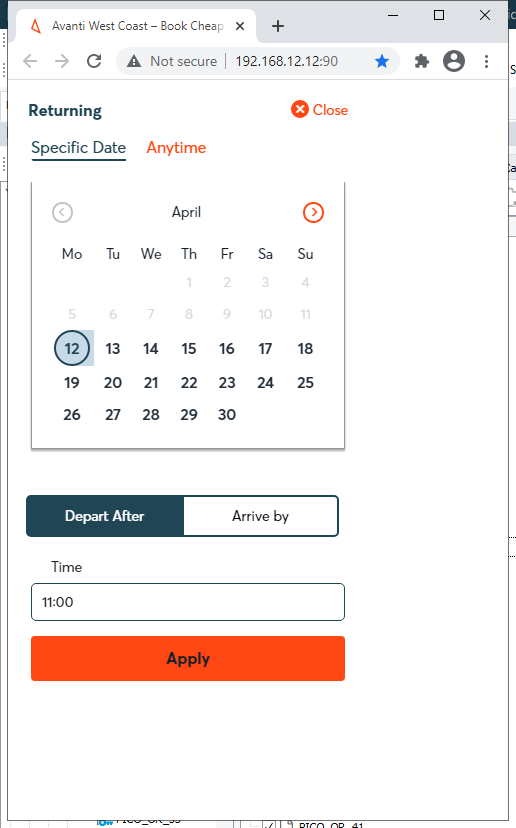 Avanti West Coast – Book Cheap
Not secure | 192.168.12.12:90
Returning
Close
Specific Date Anytime
April
Mo Tu We Th Fr Sa Su
1 2 3 4
5 6 7 8 9 10 11
12 13 14 15 16 17 18
19 20 21 22 23 24 25
26 27 28 29 30
Depart After Arrive by
Time
11:00
Apply